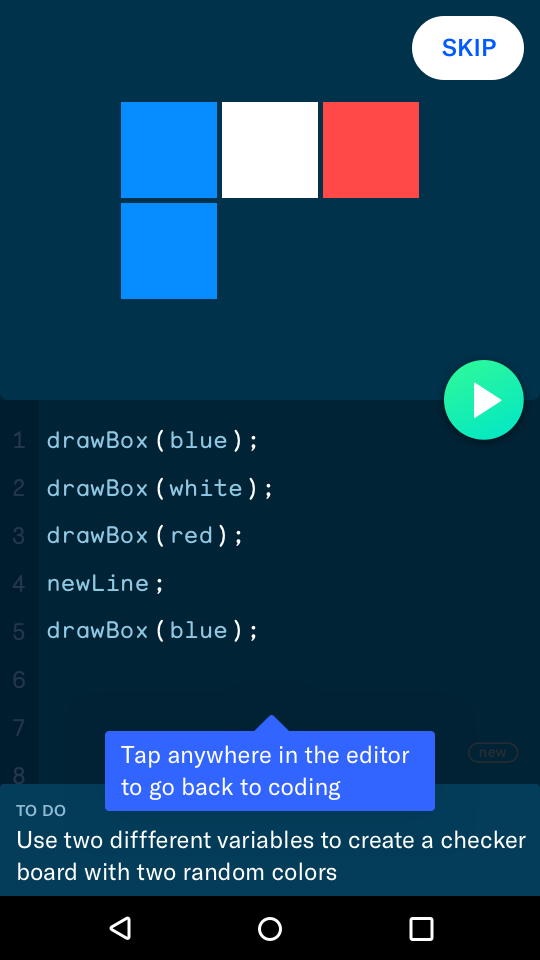 SKIP
1 drawBox(blue);
2 drawBox(white);
3 drawBox(red);
4 newLine;
5 drawBox(blue);
6
7
new
8
Tap anywhere in the editor
to go back to coding
TO DO
Use two diffferent variables to create a checker
board with two random colors